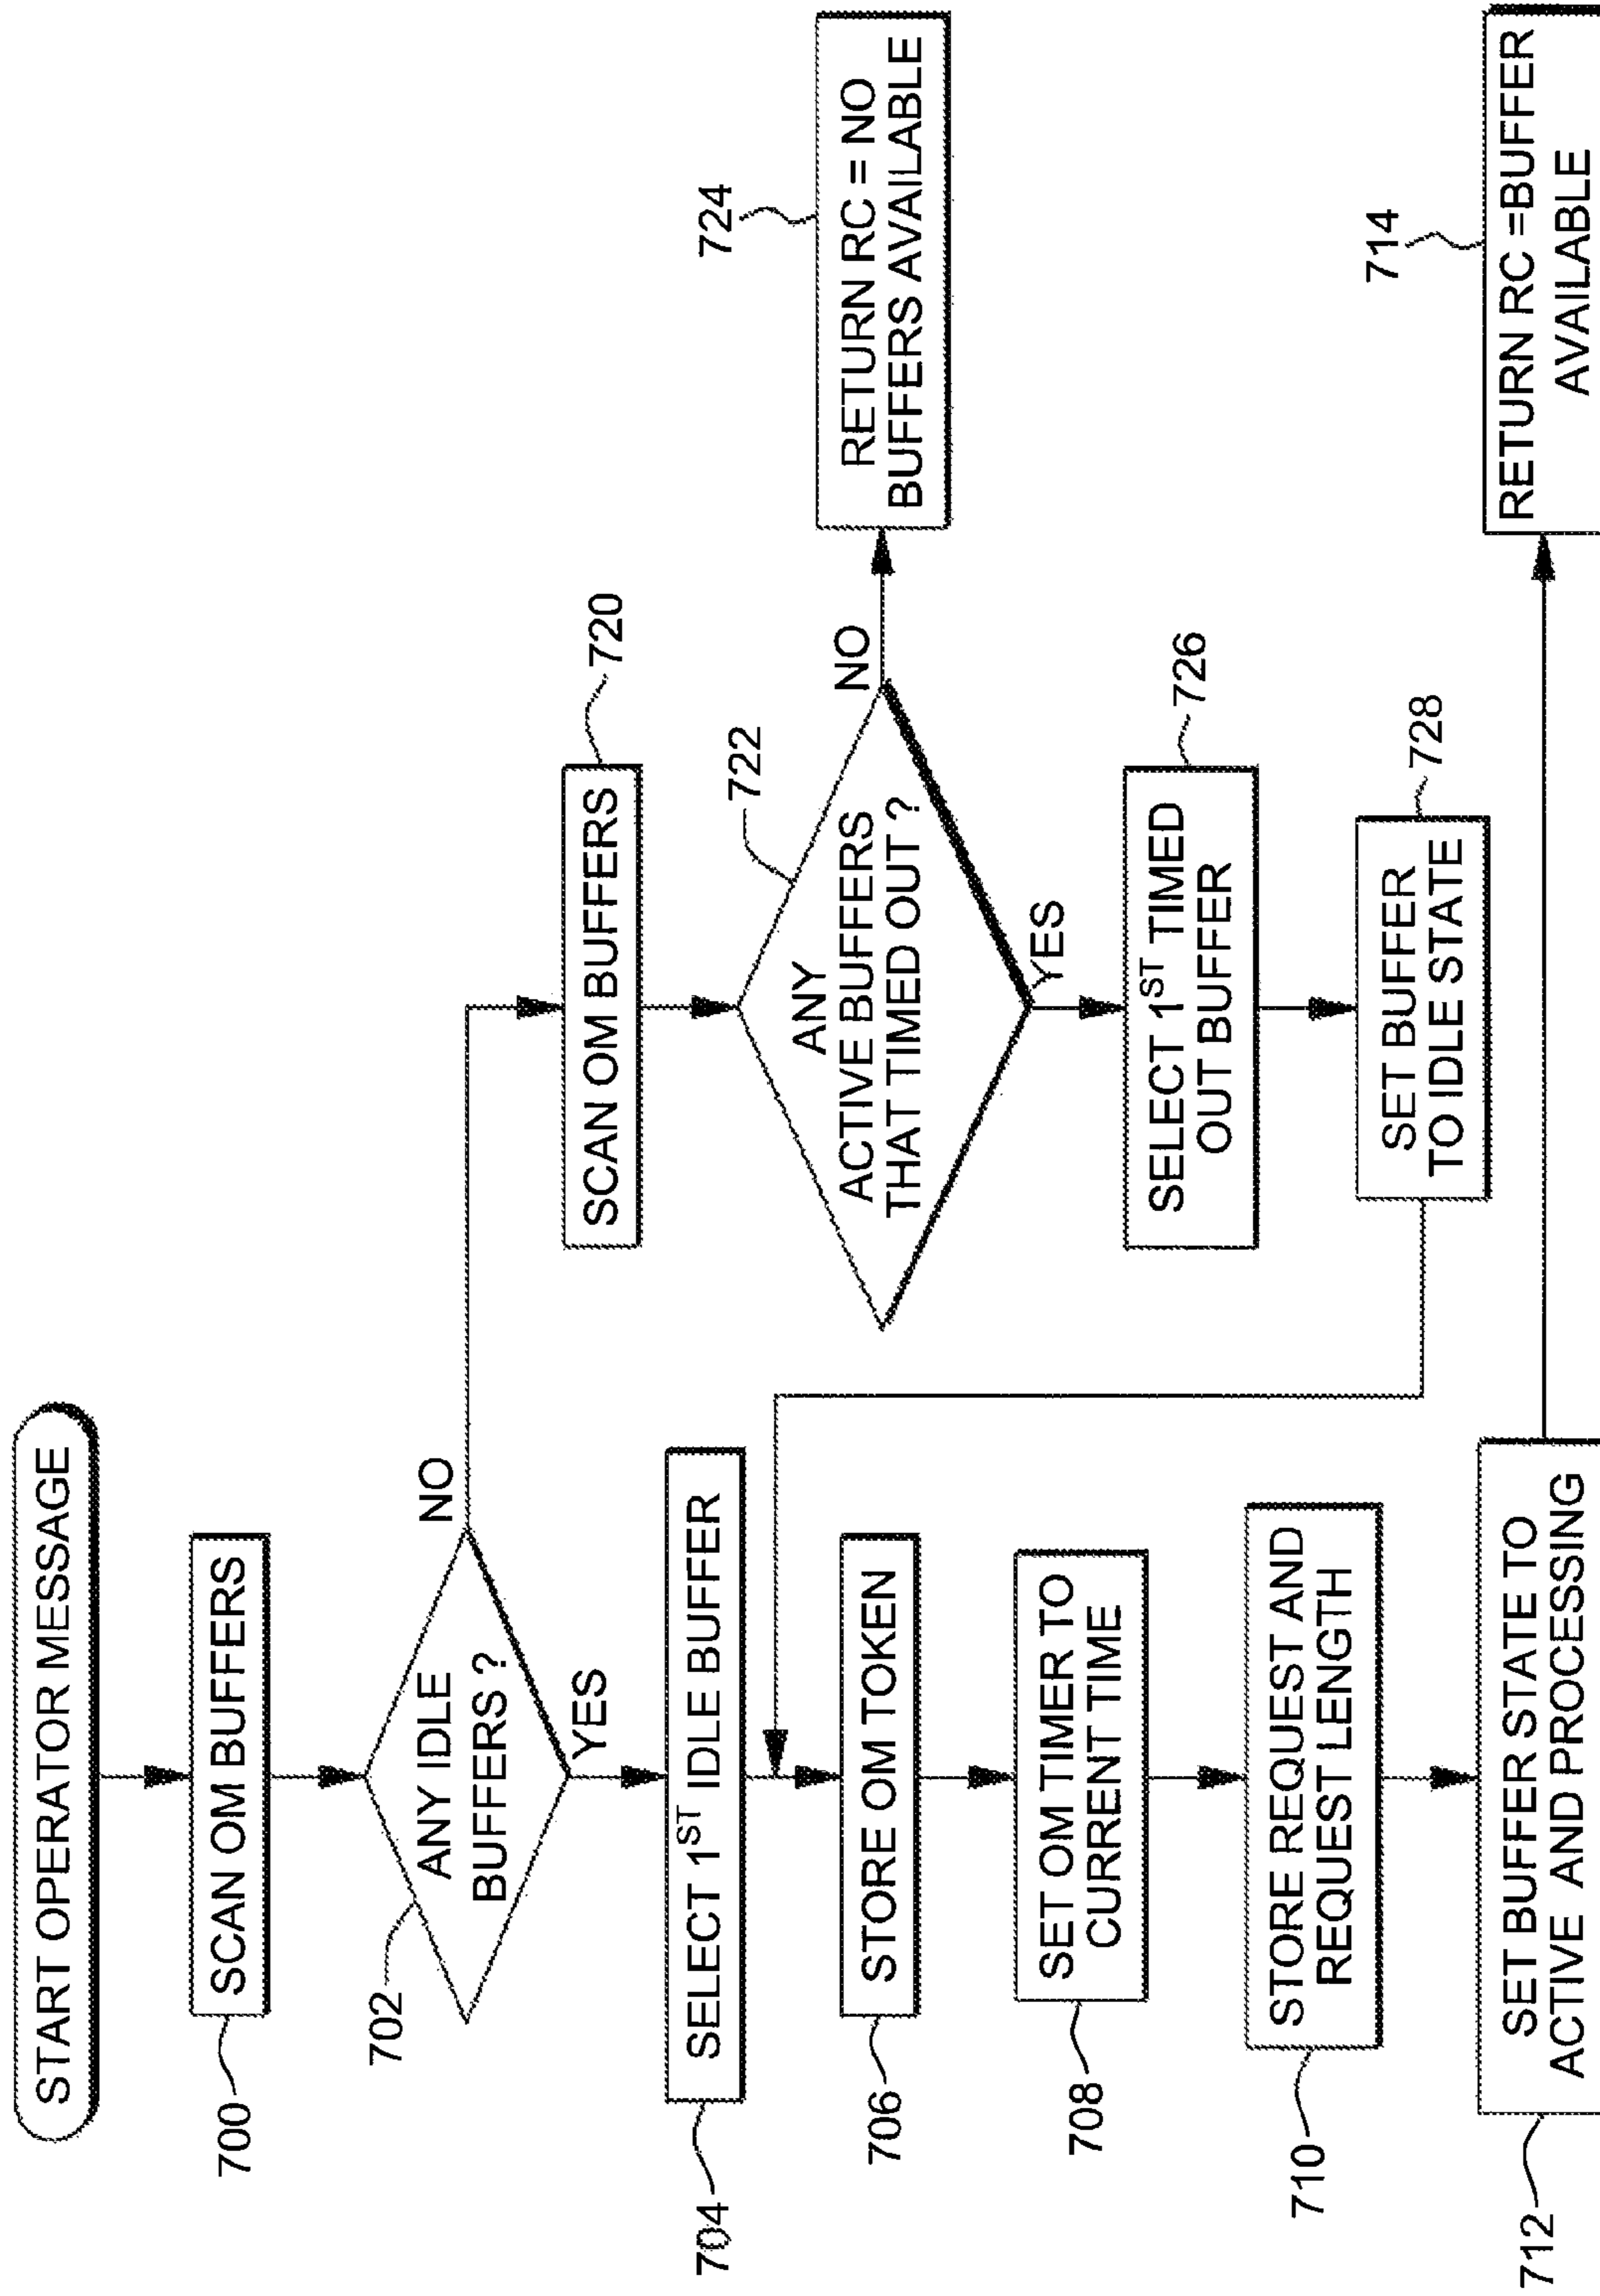 START OPERATOR MESSAGE
700
SCAN OM BUFFERS
702
ANY IDLE
BUFFERS ?
NO
YES
704
SELECT 1ST IDLE BUFFER
706
STORE OM TOKEN
708
SET OM TIMER TO
CURRENT TIME
710
STORE REQUEST AND
REQUEST LENGTH
712
SET BUFFER STATE TO
ACTIVE AND PROCESSING
720
SCAN OM BUFFERS
722
ANY
ACTIVE BUFFERS
THAT TIMED OUT ?
NO
YES
724
RETURN RC = NO
BUFFERS AVAILABLE
726
SELECT 1ST TIMED
OUT BUFFER
728
SET BUFFER
TO IDLE STATE
714
RETURN RC =BUFFER
AVAILABLE